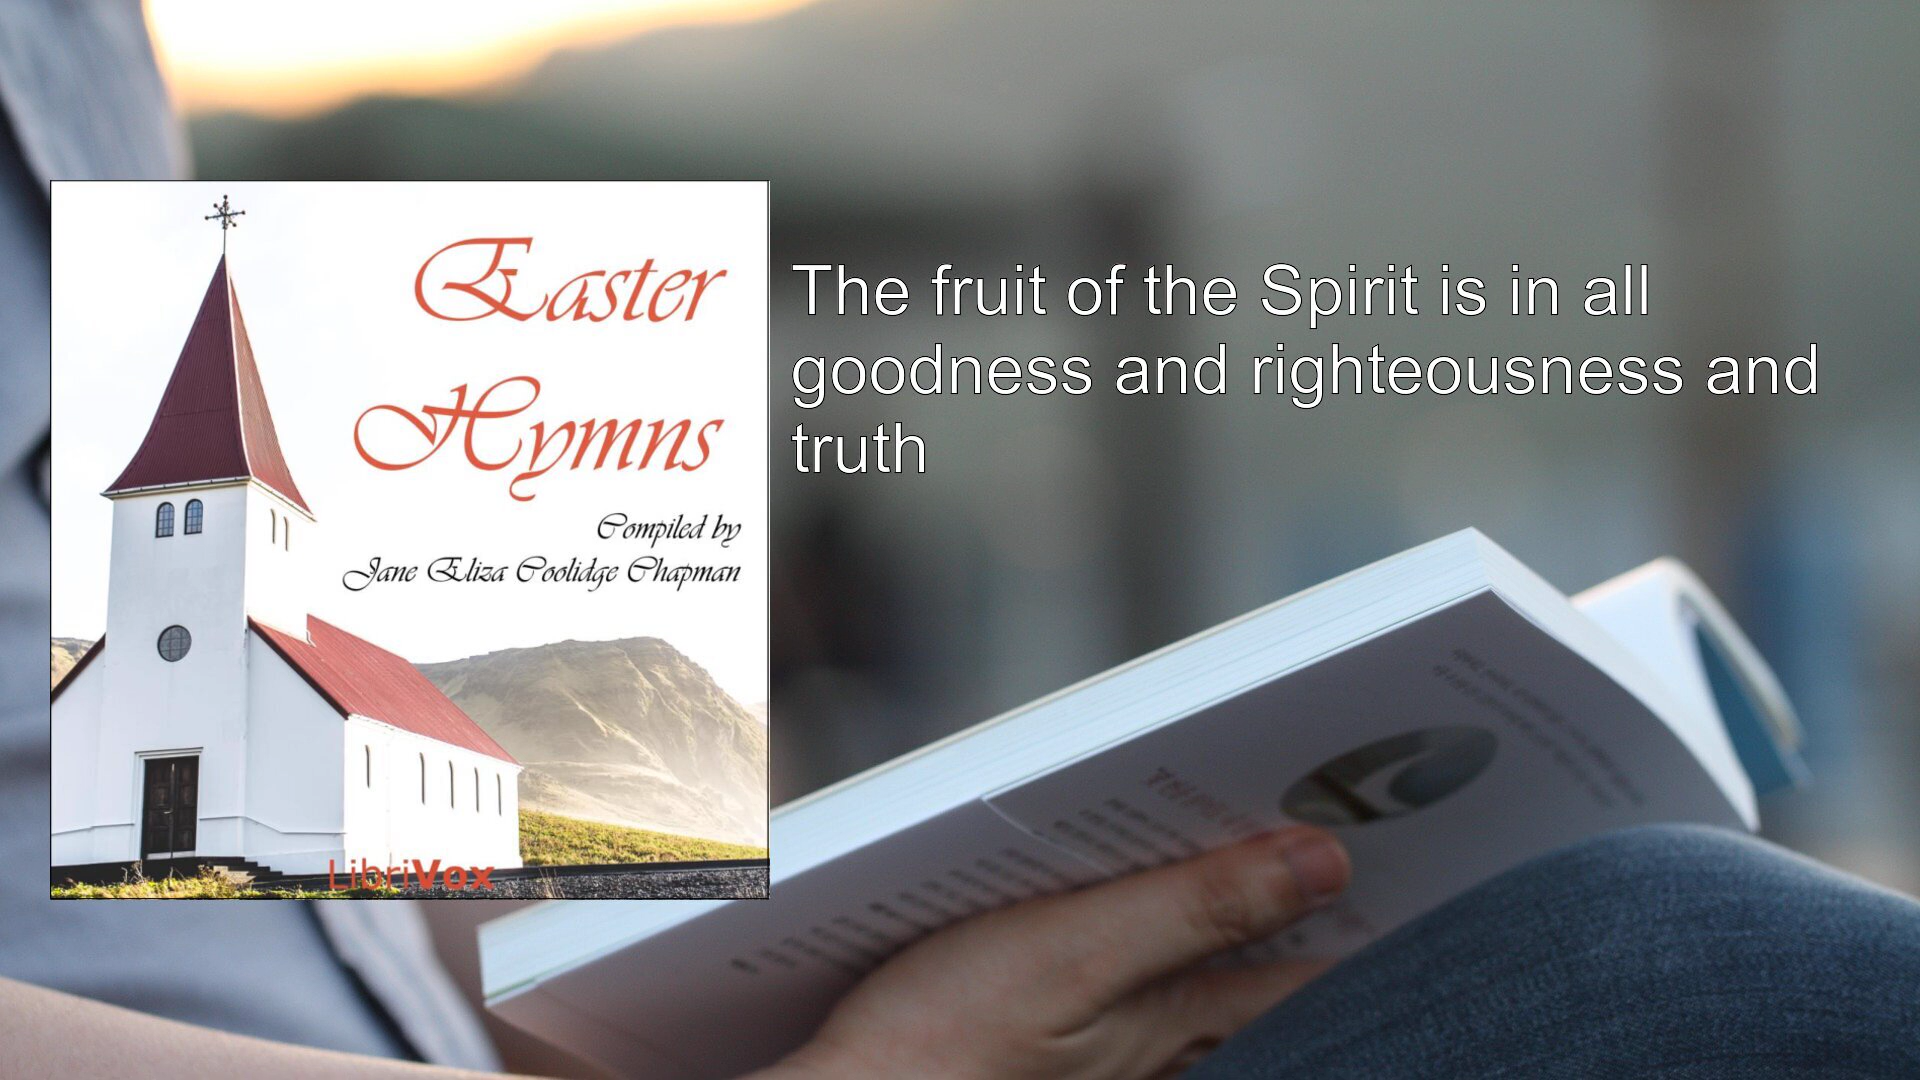 Easter
Hymns
Compiled by
Jane Eliza Coolidge Chapman
LibriVox
The fruit of the Spirit is in all
goodness and righteousness and
truth